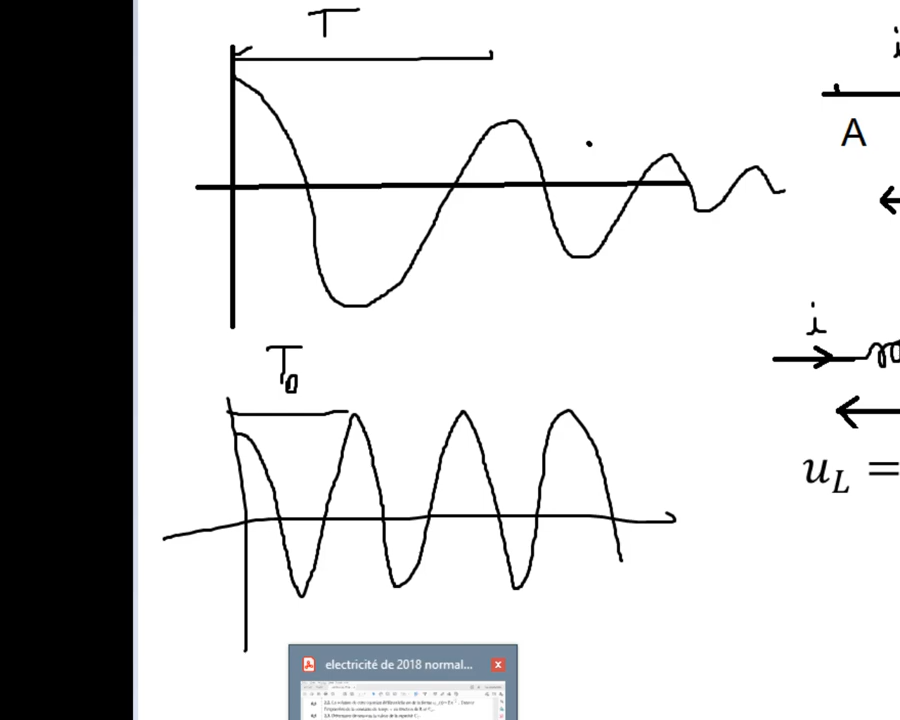 T
i
A
T₀
i
u_L =
electricité de 2018 normal...